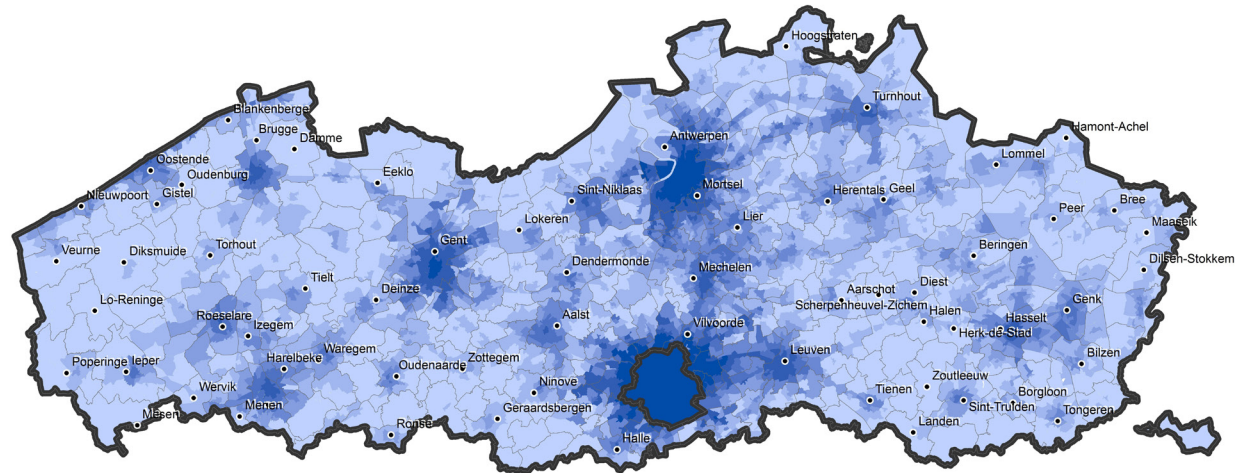 Hoogstraten
Turnhout
Blankenberge
Brugge
Damme
Antwerpen
Hamont-Achel
Oostende
Oudenburg
Eeklo
Lommel
Nieuwpoort
Gistel
Sint-Niklaas
Mortsel
Herentals
Geel
Peer
Bree
Lokeren
Lier
Maaseik
Veurne
Diksmuide
Torhout
Gent
Beringen
Dilsen-Stokkem
Dendermonde
Mechelen
Tielt
Deinze
Aarschot
Diest
Scherpenheuvel-Zichem
Lo-Reninge
Halen
Genk
Roeselare
Izegem
Aalst
Vilvoorde
Herk-de-Stad
Hasselt
Poperinge
Ieper
Harelbeke
Waregem
Oudenaarde
Zottegem
Leuven
Bilzen
Wervik
Ninove
Tienen
Zoutleeuw
Borgloon
Sint-Truiden
Mesen
Menen
Geraardsbergen
Tongeren
Ronse
Halle
Landen